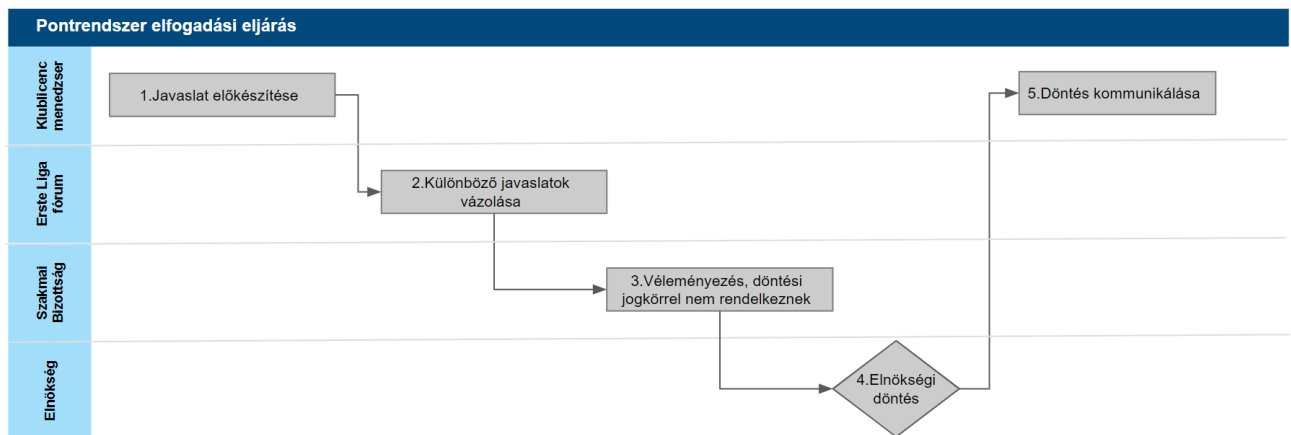 Pontrendszer elfogadási eljárás
Klublicenc
menedzser
1.Javaslat előkészítése
5.Döntés kommunikálása
Erste Liga
fórum
2.Különböző javaslatok
vázolása
Szakmai
Bizottság
3.Véleményezés, döntési
jogkörrel nem rendelkeznek
Elnökség
4.Elnökségi
döntés